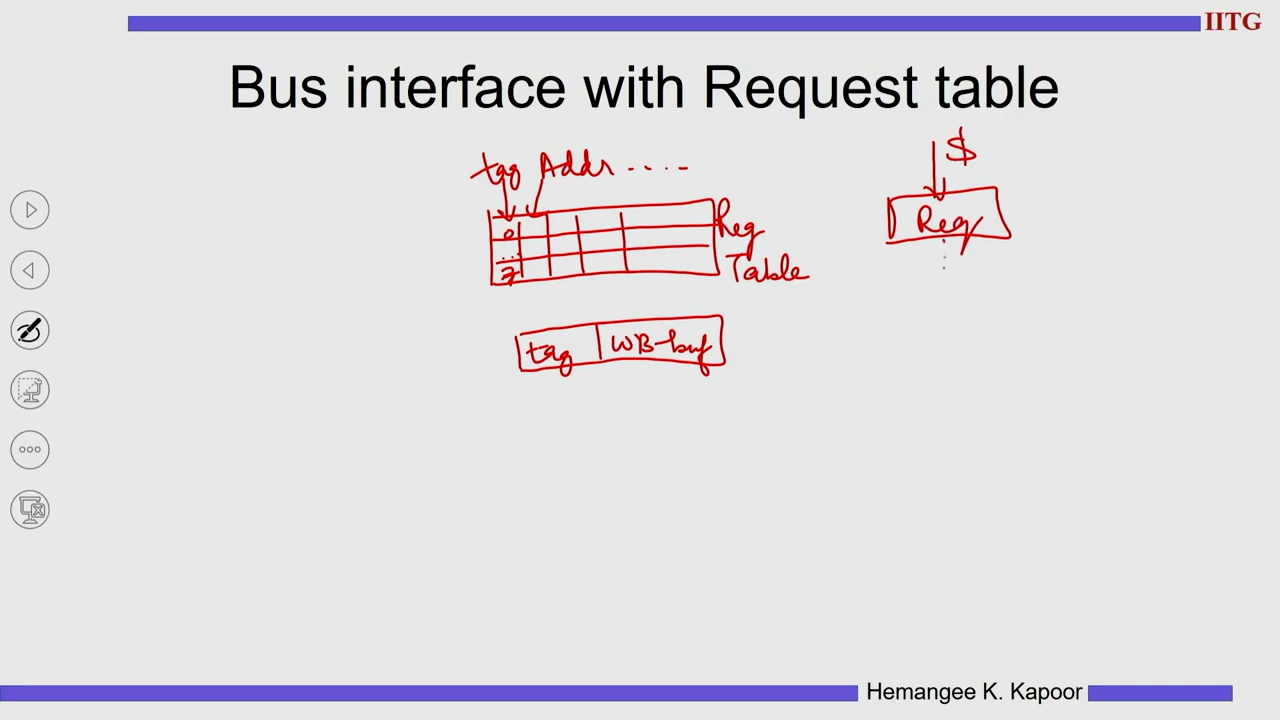 IITG
Bus interface with Request table
tag Addr ....
$
0
...
7
Req
Table
Req
tag WB-buf
Hemangee K. Kapoor